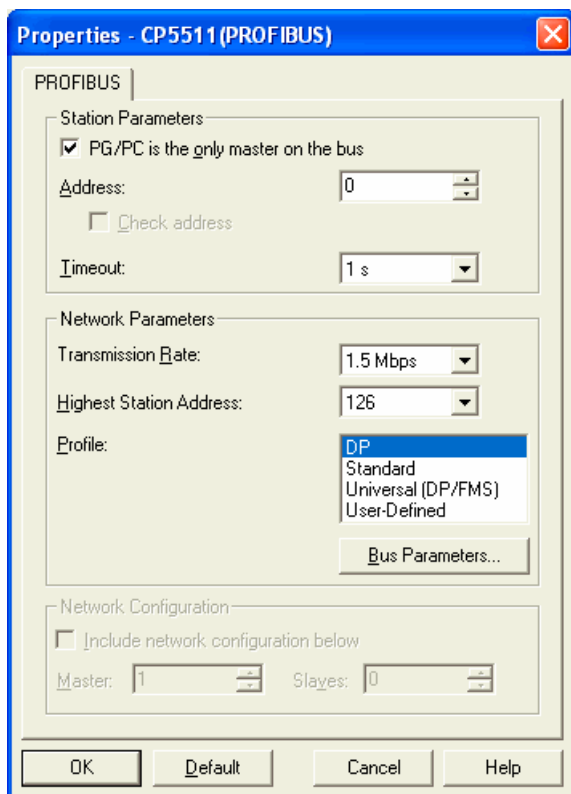 Properties - CP5511(PROFIBUS)
PROFIBUS
Station Parameters
PG/PC is the only master on the bus
Address: 0
Check address
Timeout: 1 s
Network Parameters
Transmission Rate: 1.5 Mbps
Highest Station Address: 126
Profile: DP
Standard
Universal (DP/FMS)
User-Defined
Bus Parameters...
Network Configuration
Include network configuration below
Master: 1 Slaves: 0
OK Default Cancel Help